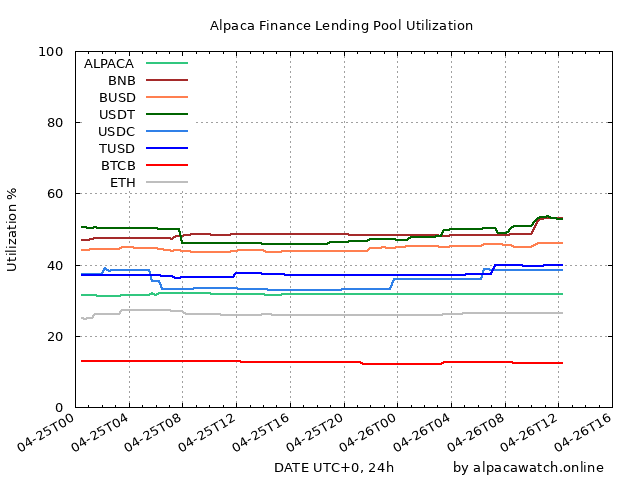 Alpaca Finance Lending Pool Utilization
100
80
60
40
20
0
Utilization %
ALPACA
BNB
BUSD
USDT
USDC
TUSD
BTCB
ETH
04-25T00
04-25T04
04-25T08
04-25T12
04-25T16
04-25T20
04-26T00
04-26T04
04-26T08
04-26T12
04-26T16
DATE UTC+0, 24h
by alpacawatch.online